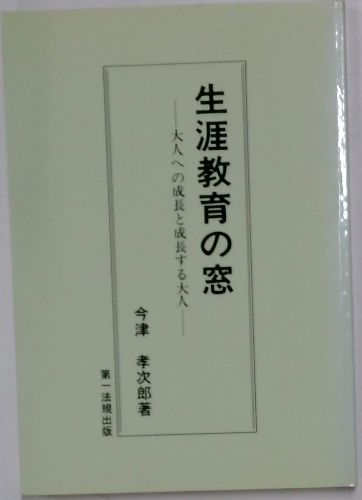 生涯教育の窓
――大人への成長と成長する大人――
今津 孝次郎著
第一法規出版